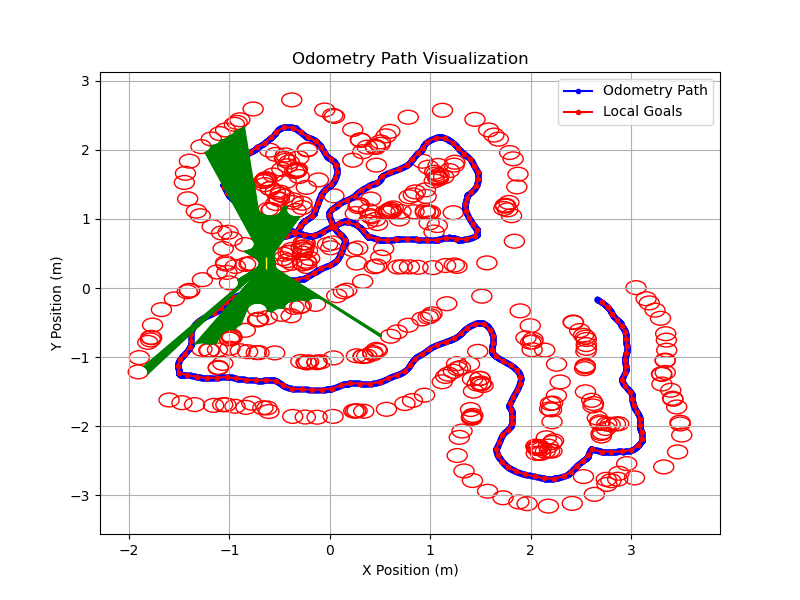 Odometry Path Visualization
Odometry Path
Local Goals
3
2
1
0
−1
−2
−3
Y Position (m)
−2
−1
0
1
2
3
X Position (m)